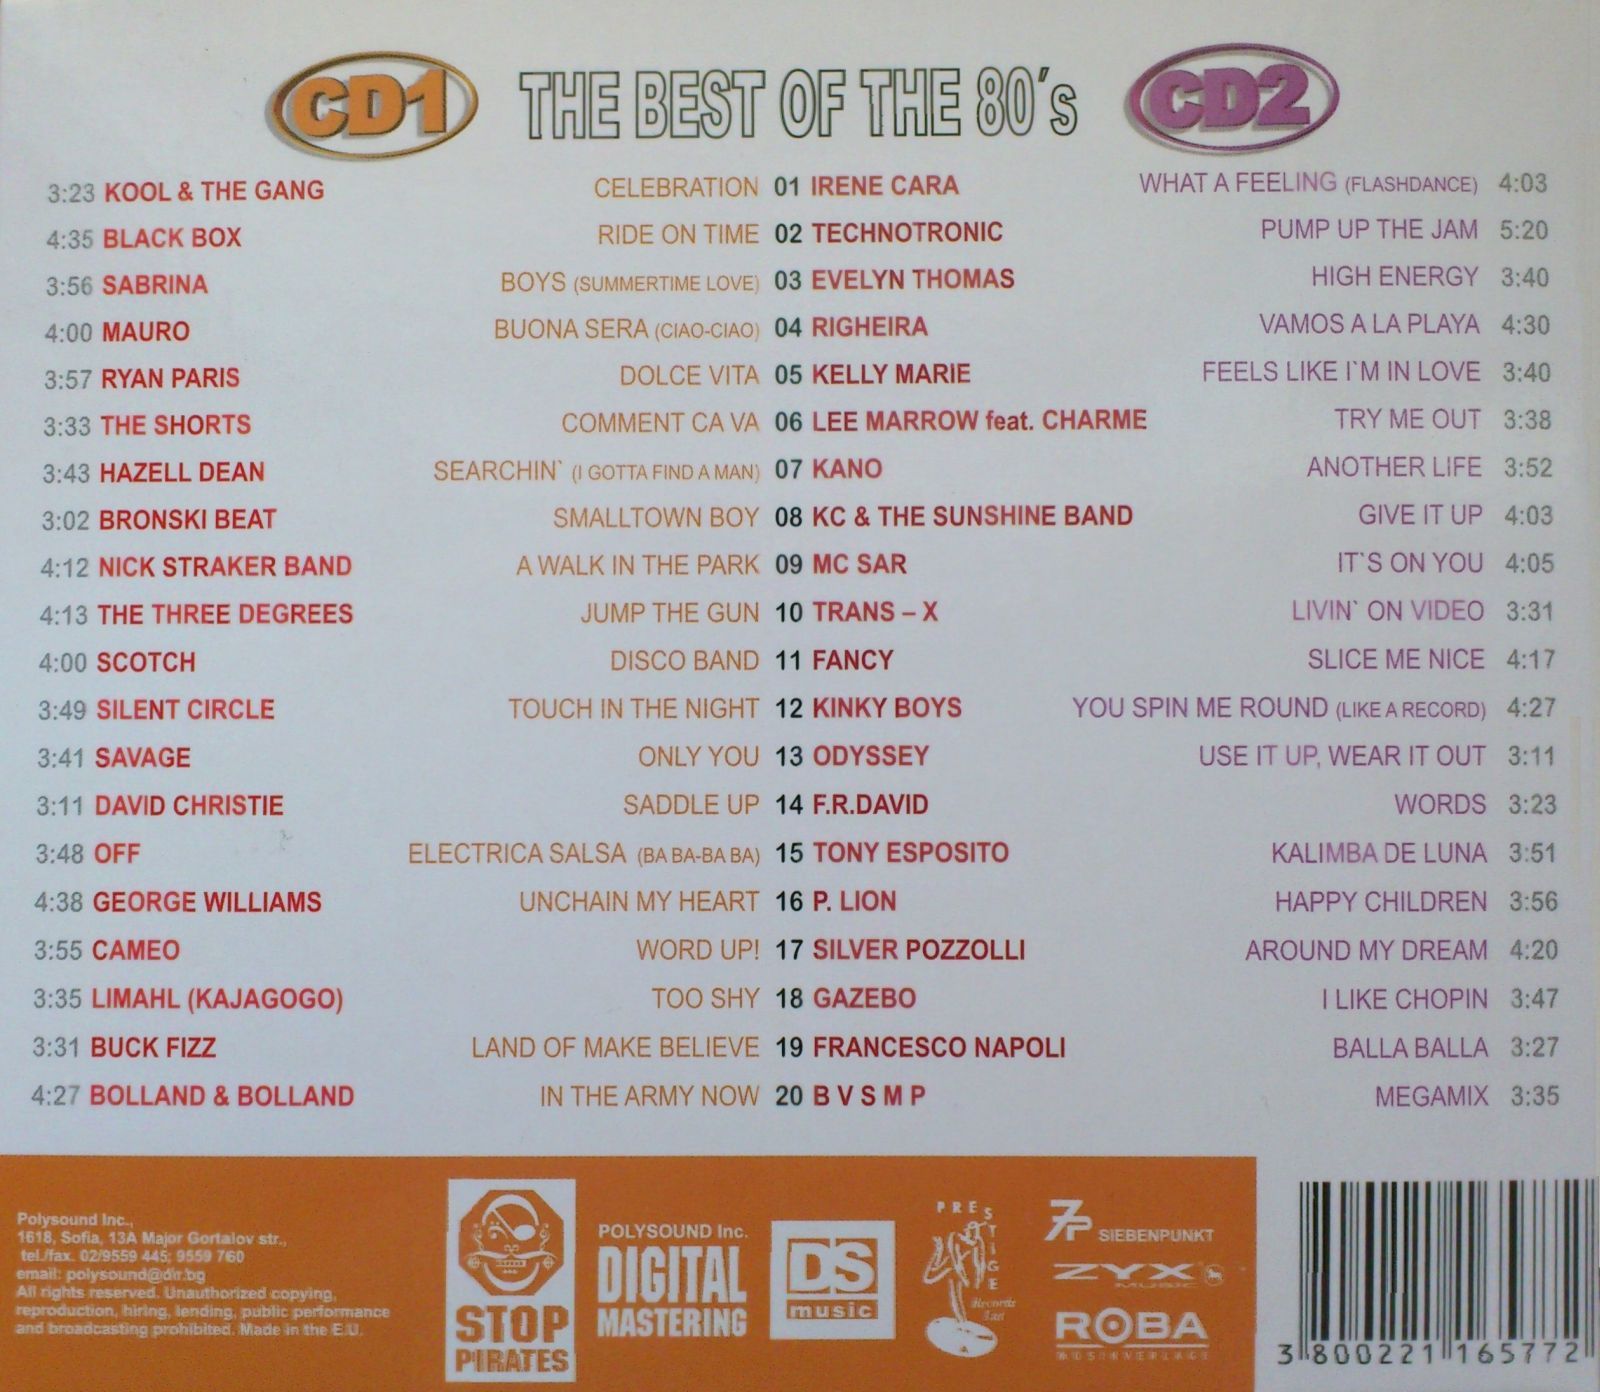 CD1 THE BEST OF THE 80's CD2
3:23 KOOL & THE GANG CELEBRATION 01 IRENE CARA WHAT A FEELING (FLASHDANCE) 4:03
4:35 BLACK BOX RIDE ON TIME 02 TECHNOTRONIC PUMP UP THE JAM 5:20
3:56 SABRINA BOYS (SUMMERTIME LOVE) 03 EVELYN THOMAS HIGH ENERGY 3:40
4:00 MAURO BUONA SERA (CIAO-CIAO) 04 RIGHEIRA VAMOS A LA PLAYA 4:30
3:57 RYAN PARIS DOLCE VITA 05 KELLY MARIE FEELS LIKE I`M IN LOVE 3:40
3:33 THE SHORTS COMMENT CA VA 06 LEE MARROW feat. CHARME TRY ME OUT 3:38
3:43 HAZELL DEAN SEARCHIN` (I GOTTA FIND A MAN) 07 KANO ANOTHER LIFE 3:52
3:02 BRONSKI BEAT SMALLTOWN BOY 08 KC & THE SUNSHINE BAND GIVE IT UP 4:03
4:12 NICK STRAKER BAND A WALK IN THE PARK 09 MC SAR IT`S ON YOU 4:05
4:13 THE THREE DEGREES JUMP THE GUN 10 TRANS – X LIVIN` ON VIDEO 3:31
4:00 SCOTCH DISCO BAND 11 FANCY SLICE ME NICE 4:17
3:49 SILENT CIRCLE TOUCH IN THE NIGHT 12 KINKY BOYS YOU SPIN ME ROUND (LIKE A RECORD) 4:27
3:41 SAVAGE ONLY YOU 13 ODYSSEY USE IT UP, WEAR IT OUT 3:11
3:11 DAVID CHRISTIE SADDLE UP 14 F.R.DAVID WORDS 3:23
3:48 OFF ELECTRICA SALSA (BA BA-BA BA) 15 TONY ESPOSITO KALIMBA DE LUNA 3:51
4:38 GEORGE WILLIAMS UNCHAIN MY HEART 16 P. LION HAPPY CHILDREN 3:56
3:55 CAMEO WORD UP! 17 SILVER POZZOLLI AROUND MY DREAM 4:20
3:35 LIMAHL (KAJAGOGO) TOO SHY 18 GAZEBO I LIKE CHOPIN 3:47
3:31 BUCK FIZZ LAND OF MAKE BELIEVE 19 FRANCESCO NAPOLI BALLA BALLA 3:27
4:27 BOLLAND & BOLLAND IN THE ARMY NOW 20 B V S M P MEGAMIX 3:35
Polysound Inc.,
1618, Sofia, 13A Major Gortalov str.,
tel./fax. 02/9559 445; 9559 760
email: polysound@dir.bg
All rights reserved. Unauthorized copying,
reproduction, hiring, lending, public performance
and broadcasting prohibited. Made in the E.U.
STOP
PIRATES
POLYSOUND Inc.
DIGITAL
MASTERING
DS
music
PRESTIGE
Records
7P SIEBENPUNKT
ZYX
MUSIC
ROBA
MUSIKVERLAGE
3 800221 165772